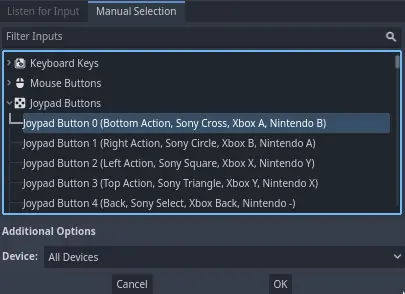 Listen for Input Manual Selection
Filter Inputs
Keyboard Keys
Mouse Buttons
Joypad Buttons
Joypad Button 0 (Bottom Action, Sony Cross, Xbox A, Nintendo B)
Joypad Button 1 (Right Action, Sony Circle, Xbox B, Nintendo A)
Joypad Button 2 (Left Action, Sony Square, Xbox X, Nintendo Y)
Joypad Button 3 (Top Action, Sony Triangle, Xbox Y, Nintendo X)
Joypad Button 4 (Back, Sony Select, Xbox Back, Nintendo -)
Additional Options
Device: All Devices
Cancel OK